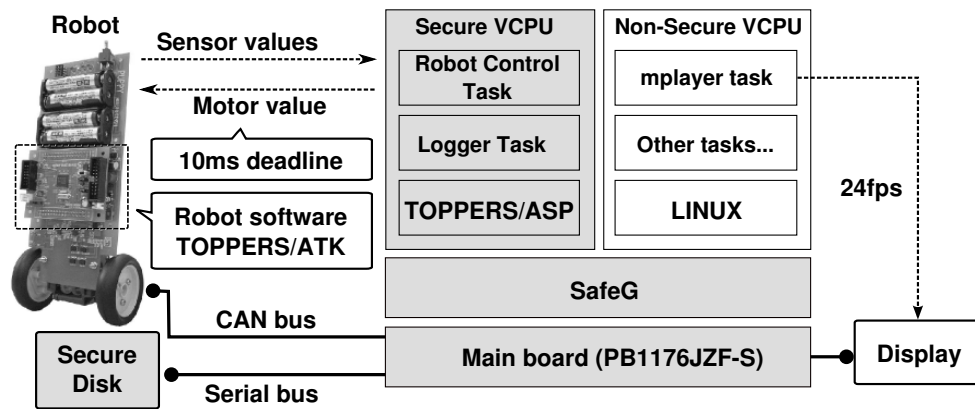 Robot
Sensor values
Motor value
10ms deadline
Robot software
TOPPERS/ATK
Secure VCPU
Robot Control
Task
Logger Task
TOPPERS/ASP
Non-Secure VCPU
mplayer task
Other tasks...
LINUX
24fps
SafeG
CAN bus
Main board (PB1176JZF-S)
Display
Secure
Disk
Serial bus